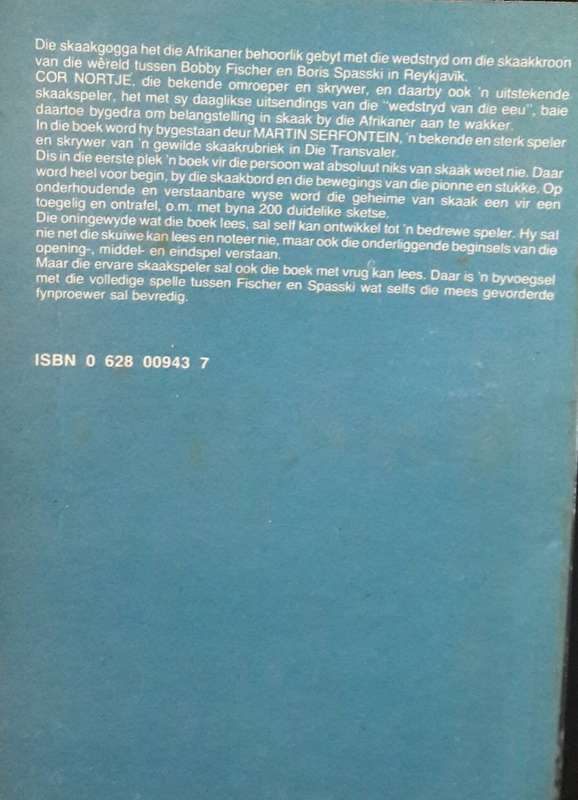 Die skaakgogga het die Afrikaner behoorlik gebyt met die wedstryd om die skaakkroon
van die wêreld tussen Bobby Fischer en Boris Spasski in Reykjavik.
COR NORTJE, die bekende omroeper en skrywer, en daarby ook 'n uitstekende
skaakspeler, het met sy daaglikse uitsendings van die "wedstryd van die eeu", baie
daartoe bygedra om belangstelling in skaak by die Afrikaner aan te wakker.
In die boek word hy bygestaan deur MARTIN SERFONTEIN, 'n bekende en sterk speler
en skrywer van 'n gewilde skaakrubriek in Die Transvaler.
Dis in die eerste plek 'n boek vir die persoon wat absoluut niks van skaak weet nie. Daar
word heel voor begin, by die skaakbord en die bewegings van die pionne en stukke. Op
onderhoudende en verstaanbare wyse word die geheime van skaak een vir een
toegelig en ontrafel, o.m. met byna 200 duidelike sketse.
Die oningewyde wat die boek lees, sal self kan ontwikkel tot 'n bedrewe speler. Hy sal
nie net die skuiwe kan lees en noteer nie, maar ook die onderliggende beginsels van die
opening-, middel- en eindspel verstaan.
Maar die ervare skaakspeler sal ook die boek met vrug kan lees. Daar is 'n byvoegsel
met die volledige spelle tussen Fischer en Spasski wat selfs die mees gevorderde
fynproewer sal bevredig.
ISBN 0 628 00943 7